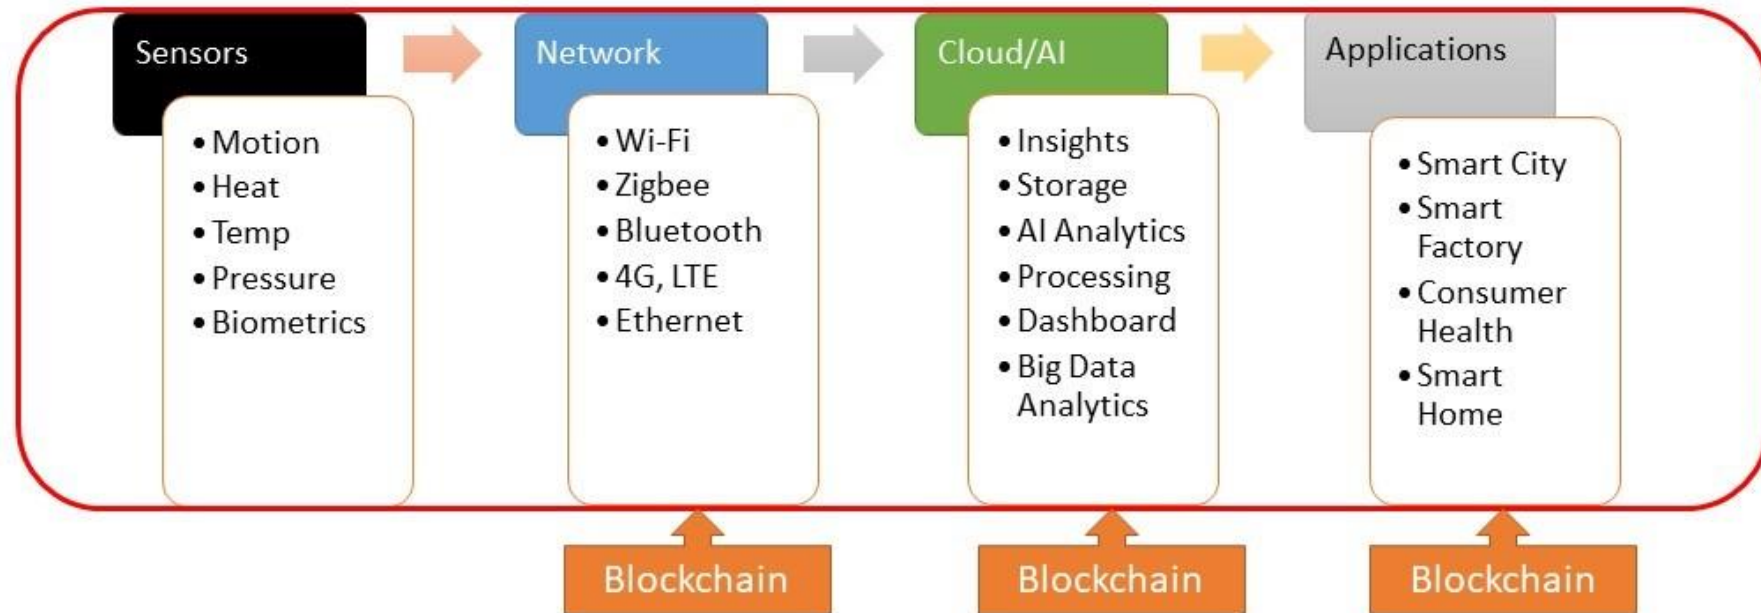 Sensors
• Motion
• Heat
• Temp
• Pressure
• Biometrics
Network
• Wi-Fi
• Zigbee
• Bluetooth
• 4G, LTE
• Ethernet
Cloud/AI
• Insights
• Storage
• AI Analytics
• Processing
• Dashboard
• Big Data
Analytics
Applications
• Smart City
• Smart
Factory
• Consumer
Health
• Smart
Home
Blockchain
Blockchain
Blockchain